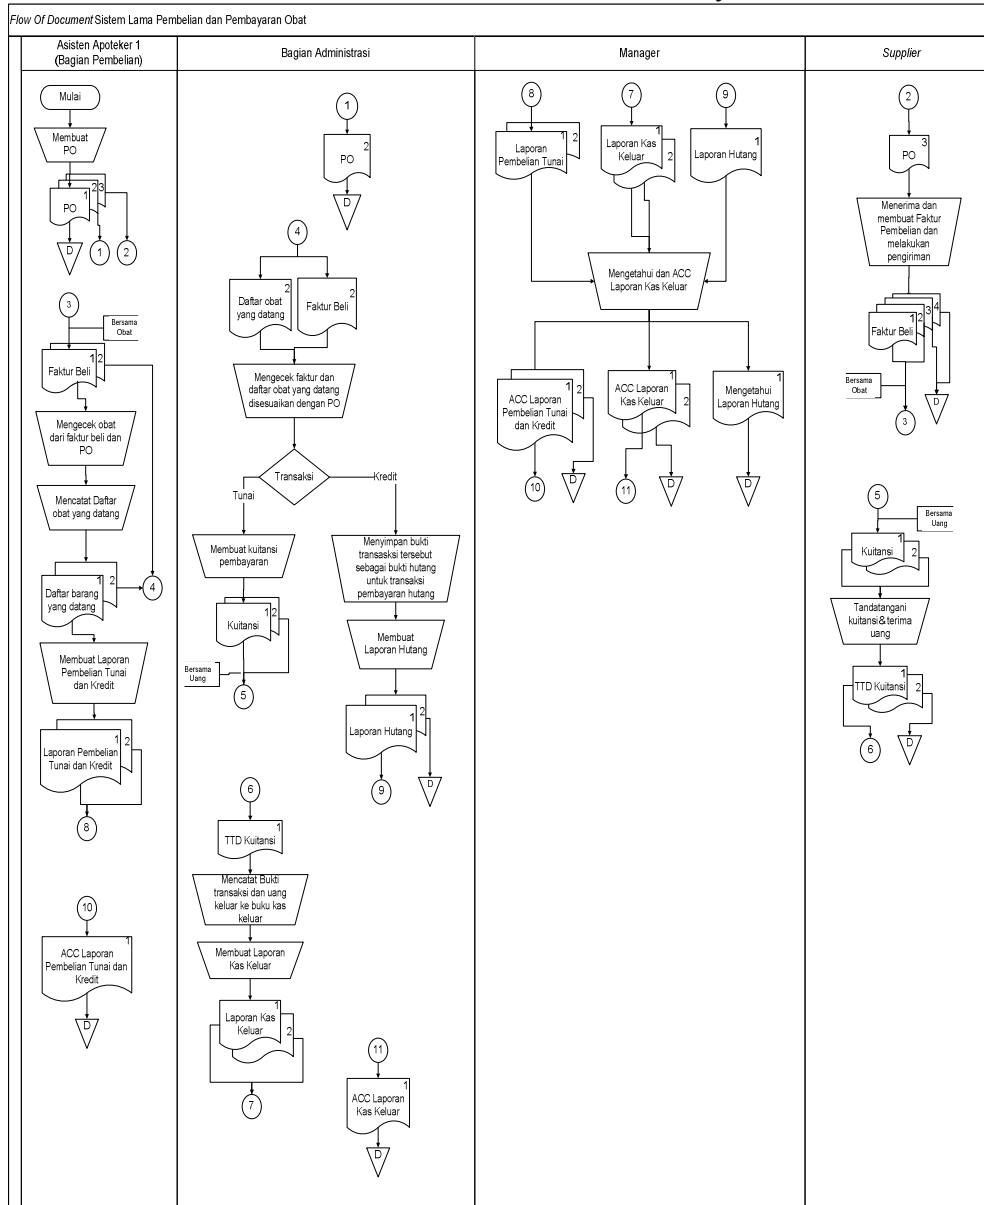 Flow Of Document Sistem Lama Pembelian dan Pembayaran Obat
Asisten Apoteker 1
(Bagian Pembelian)
Bagian Administrasi
Manager
Supplier
Mulai
Membuat
PO
PO
1
2
3
D
1
2
3
Bersama
Obat
Faktur Beli
1
2
Mengecek obat
dari faktur beli dan
PO
Mencatat Daftar
obat yang datang
Daftar barang
yang datang
1
2
4
Membuat Laporan
Pembelian Tunai
dan Kredit
Laporan Pembelian
Tunai dan Kredit
1
2
8
10
ACC Laporan
Pembelian Tunai dan
Kredit
1
D
1
PO
2
D
4
Daftar obat
yang datang
2
Faktur Beli
2
Mengecek faktur dan
daftar obat yang datang
disesuaikan dengan PO
Transaksi
Tunai
Kredit
Membuat kuitansi
pembayaran
Kuitansi
1
2
Bersama
Uang
5
Menyimpan bukti
transasksi tersebut
sebagai bukti hutang
untuk transaksi
pembayaran hutang
Membuat
Laporan Hutang
Laporan Hutang
1
2
9
D
6
TTD Kuitansi
1
Mencatat Bukti
transaksi dan uang
keluar ke buku kas
keluar
Membuat Laporan
Kas Keluar
Laporan Kas
Keluar
1
2
7
11
ACC Laporan
Kas Keluar
1
D
8
7
9
Laporan
Pembelian Tunai
1
2
Laporan Kas
Keluar
1
2
Laporan Hutang
1
Mengetahui dan ACC
Laporan Kas Keluar
ACC Laporan
Pembelian Tunai
dan Kredit
1
2
ACC Laporan
Kas Keluar
1
2
Mengetahui
Laporan Hutang
1
10
D
11
D
D
2
PO
3
Menerima dan
membuat Faktur
Pembelian dan
melakukan
pengiriman
Faktur Beli
1
2
3
4
Bersama
Obat
D
3
5
Bersama
Uang
Kuitansi
1
2
Tandatangani
kuitansi&terima
uang
TTD Kuitansi
1
2
6
D